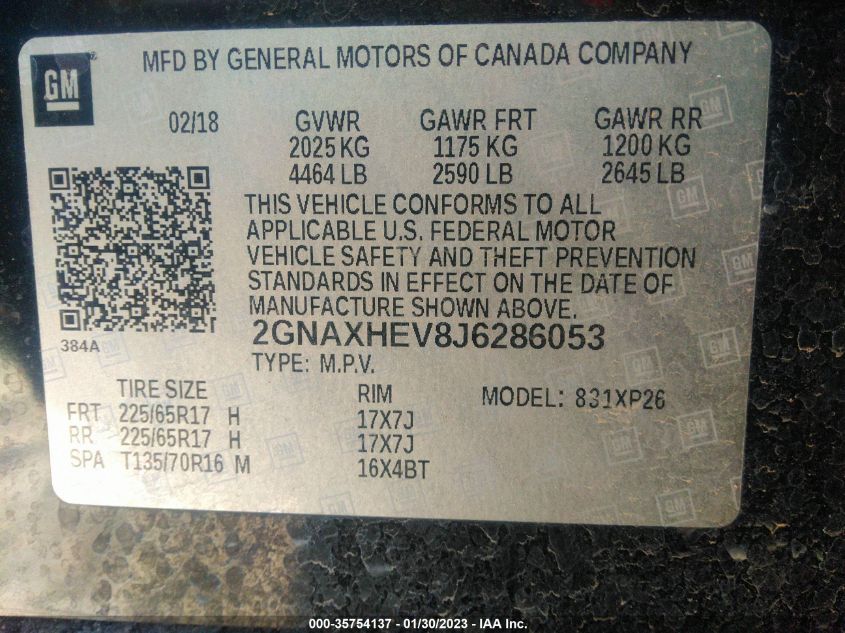 GM
MFD BY GENERAL MOTORS OF CANADA COMPANY
02/18 GVWR GAWR FRT GAWR RR
2025 KG 1175 KG 1200 KG
4464 LB 2590 LB 2645 LB
THIS VEHICLE CONFORMS TO ALL
APPLICABLE U.S. FEDERAL MOTOR
VEHICLE SAFETY AND THEFT PREVENTION
STANDARDS IN EFFECT ON THE DATE OF
MANUFACTURE SHOWN ABOVE.
384A
2GNAXHEV8J6286053
TYPE: M.P.V.
TIRE SIZE RIM MODEL: 831XP26
FRT 225/65R17 H 17X7J
RR 225/65R17 H 17X7J
SPA T135/70R16 M 16X4BT
000-35754137 - 01/30/2023 - IAA Inc.